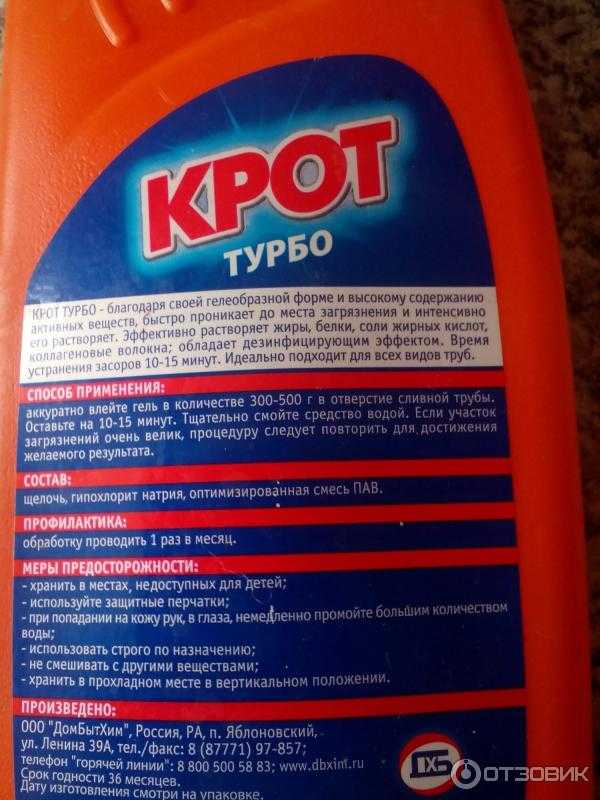 КРОТ
ТУРБО
КРОТ ТУРБО - благодаря своей гелеобразной форме и высокому содержанию
активных веществ, быстро проникает до места загрязнения и интенсивно
его растворяет. Эффективно растворяет жиры, белки, соли жирных кислот,
коллагеновые волокна; обладает дезинфицирующим эффектом. Время
устранения засоров 10-15 минут. Идеально подходит для всех видов труб.
СПОСОБ ПРИМЕНЕНИЯ:
аккуратно влейте гель в количестве 300-500 г в отверстие сливной трубы.
Оставьте на 10-15 минут. Тщательно смойте средство водой. Если участок
загрязнений очень велик, процедуру следует повторить для достижения
желаемого результата.
СОСТАВ:
щелочь, гипохлорит натрия, оптимизированная смесь ПАВ.
ПРОФИЛАКТИКА:
обработку проводить 1 раз в месяц.
МЕРЫ ПРЕДОСТОРОЖНОСТИ:
- хранить в местах, недоступных для детей;
- используйте защитные перчатки;
- при попадании на кожу рук, в глаза, немедленно промойте большим количеством
воды;
- использовать строго по назначению;
- не смешивать с другими веществами;
- хранить в прохладном месте в вертикальном положении.
ПРОИЗВЕДЕНО:
ООО "ДомБытХим", Россия, РА, п. Яблоновский,
ул. Ленина 39А, тел./факс: 8 (87771) 97-857;
телефон "горячей линии": 8 800 500 58 83; www.dbxim.ru
Срок годности 36 месяцев.
Дату изготовления смотри на упаковке.
ДХБ
ОТЗОВИК